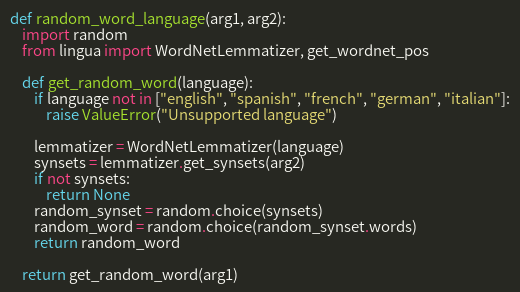 def random_word_language(arg1, arg2):
    import random
    from lingua import WordNetLemmatizer, get_wordnet_pos

    def get_random_word(language):
        if language not in ["english", "spanish", "french", "german", "italian"]:
            raise ValueError("Unsupported language")

        lemmatizer = WordNetLemmatizer(language)
        synsets = lemmatizer.get_synsets(arg2)
        if not synsets:
            return None
        random_synset = random.choice(synsets)
        random_word = random.choice(random_synset.words)
        return random_word

    return get_random_word(arg1)